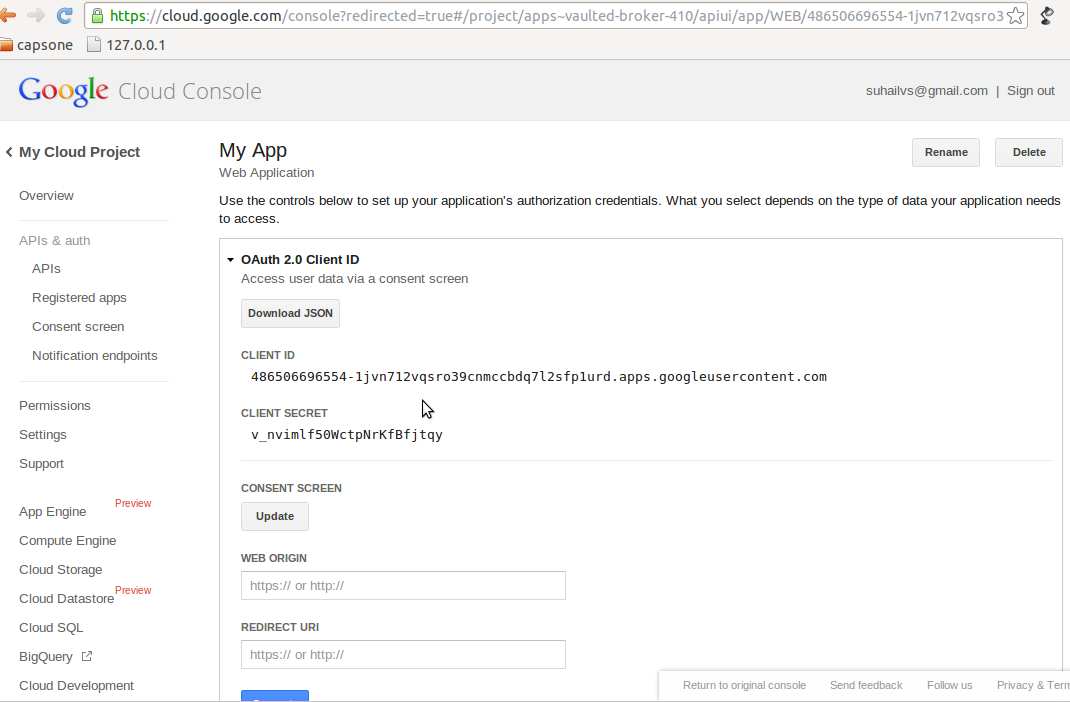 https://cloud.google.com/console?redirected=true#/project/apps~vaulted-broker-410/apiui/app/WEB/486506696554-1jvn712vqsro3
capsone 127.0.0.1
Google Cloud Console
suhailvs@gmail.com | Sign out
My Cloud Project
Overview
APIs & auth
APIs
Registered apps
Consent screen
Notification endpoints
Permissions
Settings
Support
App Engine Preview
Compute Engine
Cloud Storage
Cloud Datastore Preview
Cloud SQL
BigQuery
Cloud Development
My App
Web Application
Rename
Delete
Use the controls below to set up your application's authorization credentials. What you select depends on the type of data your application needs
to access.
OAuth 2.0 Client ID
Access user data via a consent screen
Download JSON
CLIENT ID
486506696554-1jvn712vqsro39cnmccbdq7l2sfp1urd.apps.googleusercontent.com
CLIENT SECRET
v_nvimlf50WctpNrKfBfjtqy
CONSENT SCREEN
Update
WEB ORIGIN
https:// or http://
REDIRECT URI
https:// or http://
Return to original console Send feedback Follow us Privacy & Term